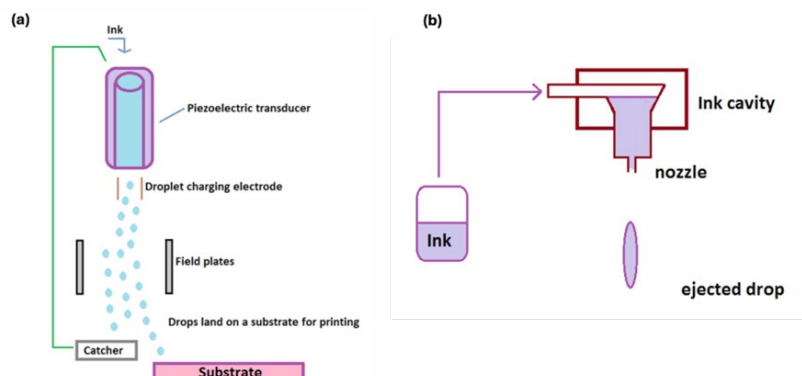 (a)
Ink
Piezoelectric transducer
Droplet charging electrode
Field plates
Drops land on a substrate for printing
Catcher
Substrate
(b)
Ink cavity
nozzle
Ink
ejected drop